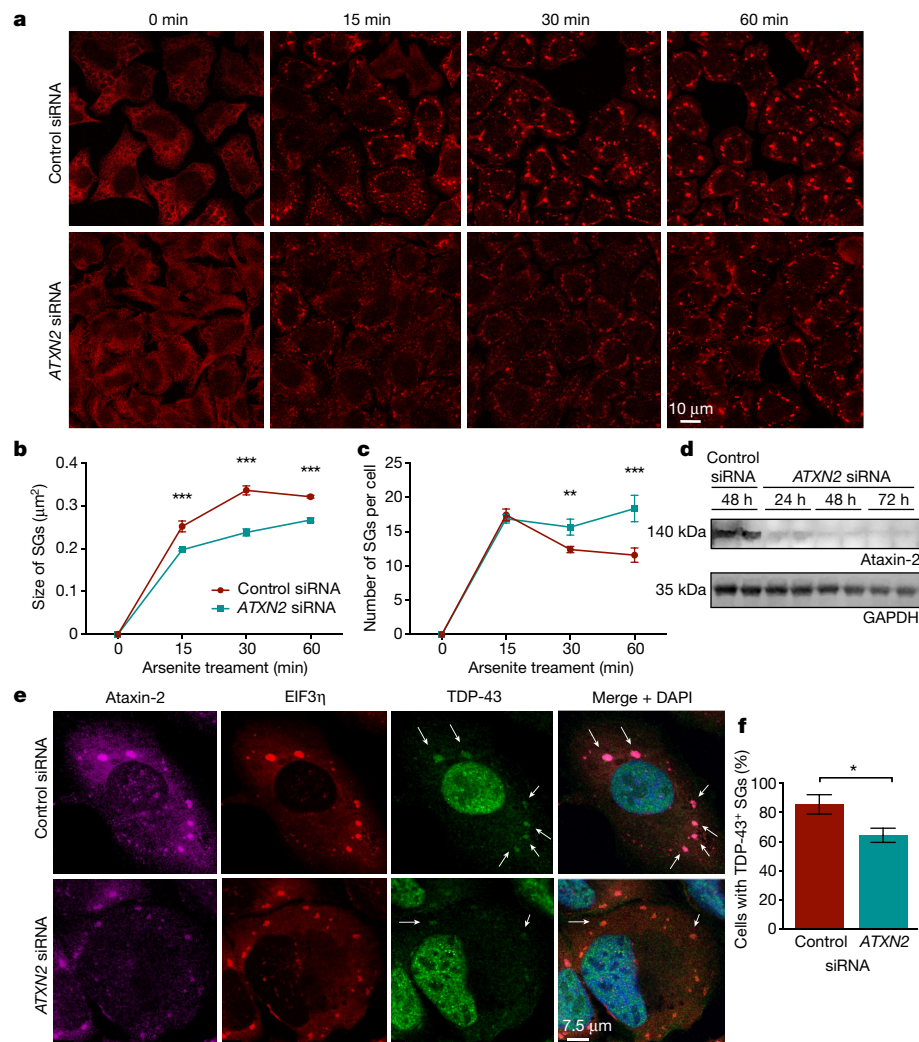 a
0 min 15 min 30 min 60 min
Control siRNA
ATXN2 siRNA
10 μm
b
***
***
***
0.4
0.3
0.2
0.1
0
Size of SGs (μm²)
Control siRNA
ATXN2 siRNA
0 15 30 60
Arsenite treament (min)
c
**
***
25
20
15
10
5
0
Number of SGs per cell
0 15 30 60
Arsenite treament (min)
d
Control
siRNA ATXN2 siRNA
48 h 24 h 48 h 72 h
140 kDa
Ataxin-2
35 kDa
GAPDH
e
Ataxin-2 EIF3η TDP-43 Merge + DAPI
Control siRNA
ATXN2 siRNA
7.5 μm
f
*
100
80
60
40
20
0
Cells with TDP-43⁺ SGs (%)
Control ATXN2
siRNA